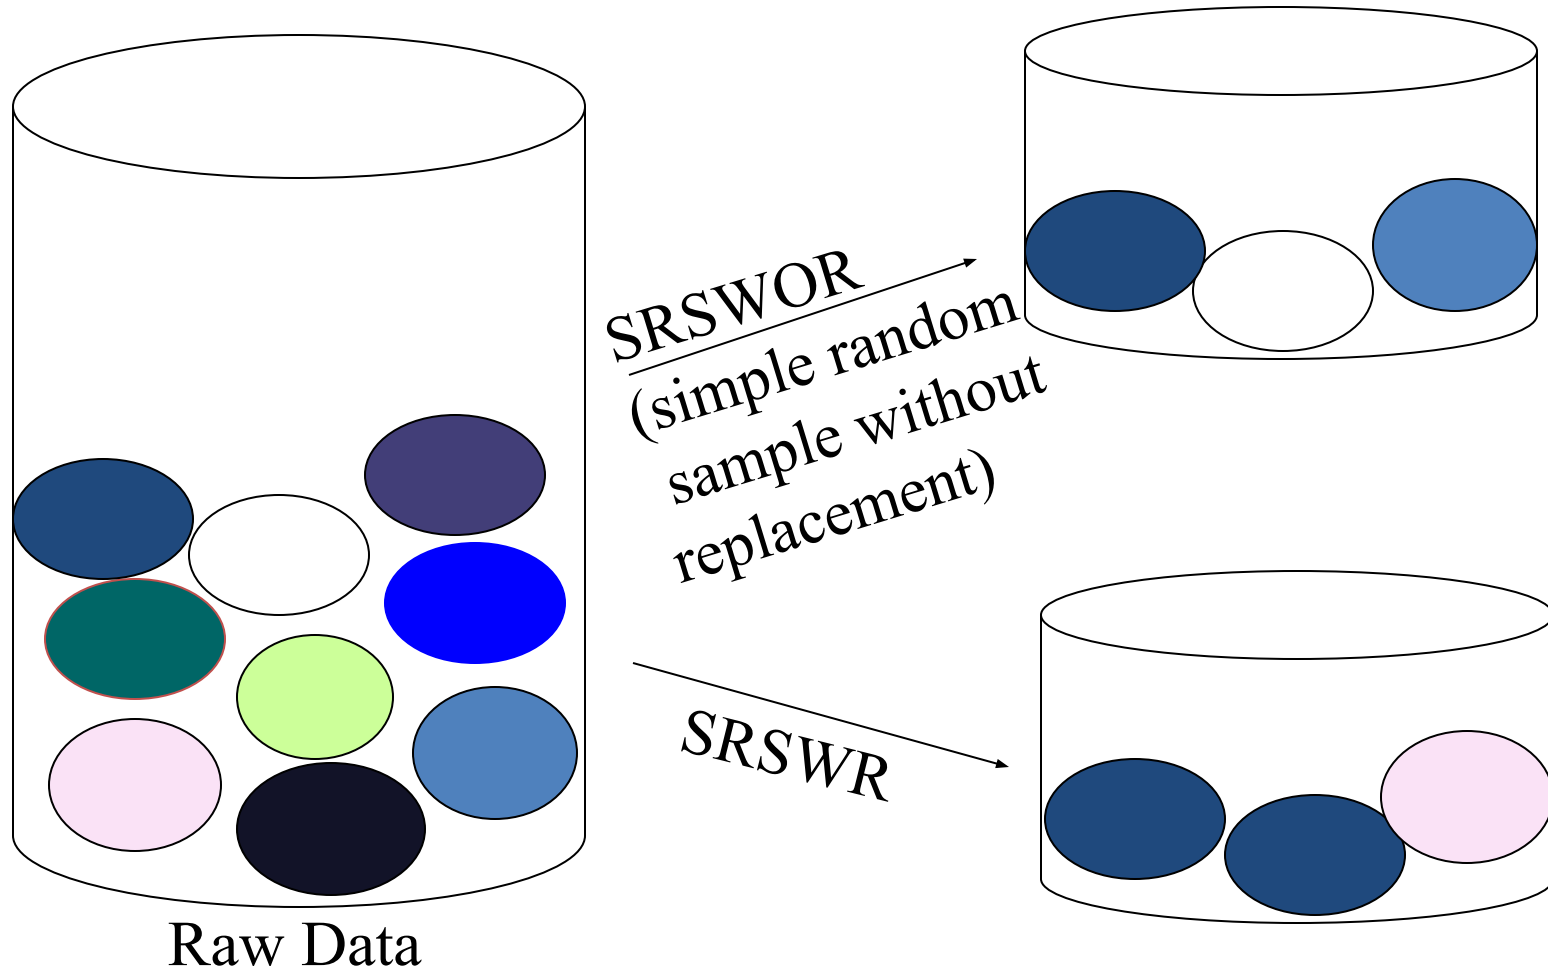 SRSWOR
(simple random
sample without
replacement)
SRSWR
Raw Data